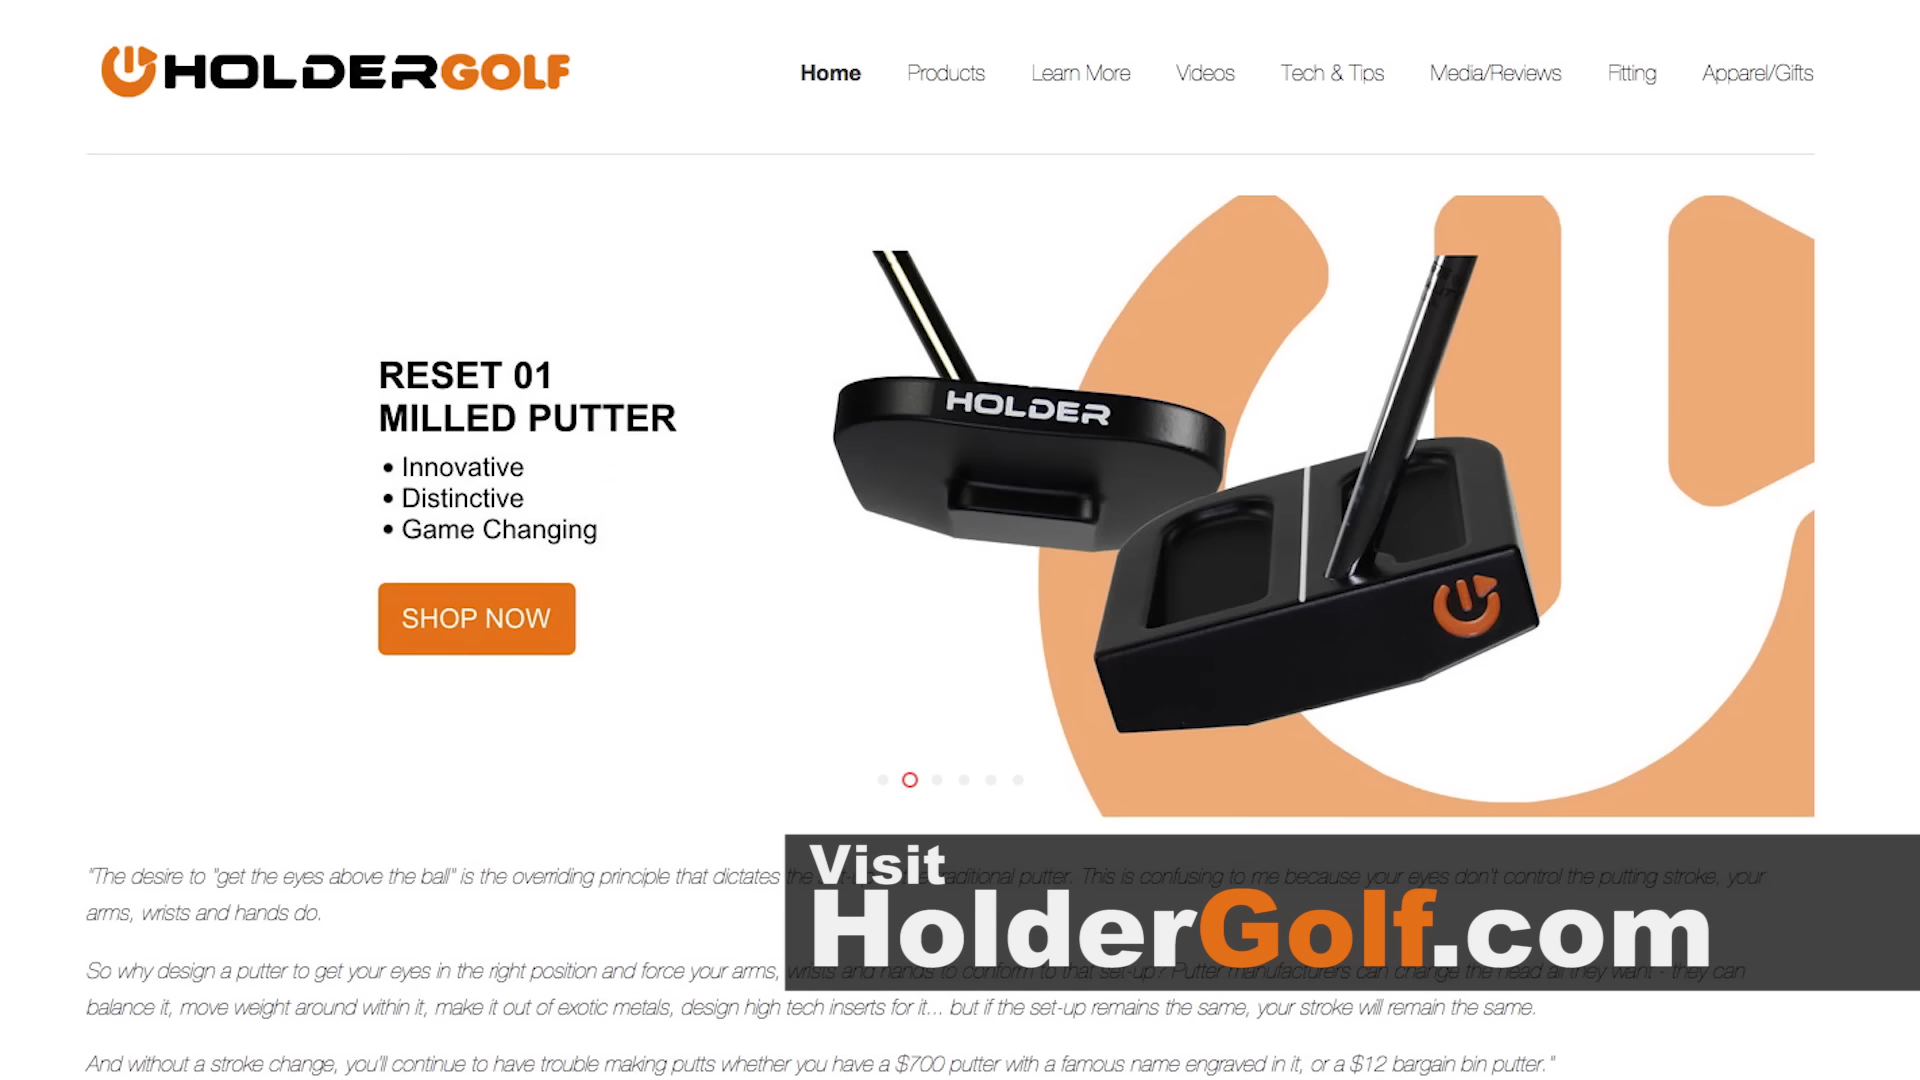 HOLDERGOLF
Home Products Learn More Videos Tech & Tips Media/Reviews Fitting Apparel/Gifts
RESET 01
MILLED PUTTER
• Innovative
• Distinctive
• Game Changing
SHOP NOW
HOLDER
"The desire to "get the eyes above the ball" is the overriding principle that dictates the traditional putter. This is confusing to me because your eyes don't control the putting stroke, your
arms, wrists and hands do.
So why design a putter to get your eyes in the right position and force your arms, wrists and hands to conform to that set-up? Putter manufacturers can change the head all they want - they can
balance it, move weight around within it, make it out of exotic metals, design high tech inserts for it... but if the set-up remains the same, your stroke will remain the same.
And without a stroke change, you'll continue to have trouble making putts whether you have a $700 putter with a famous name engraved in it, or a $12 bargain bin putter."
Visit
HolderGolf.com